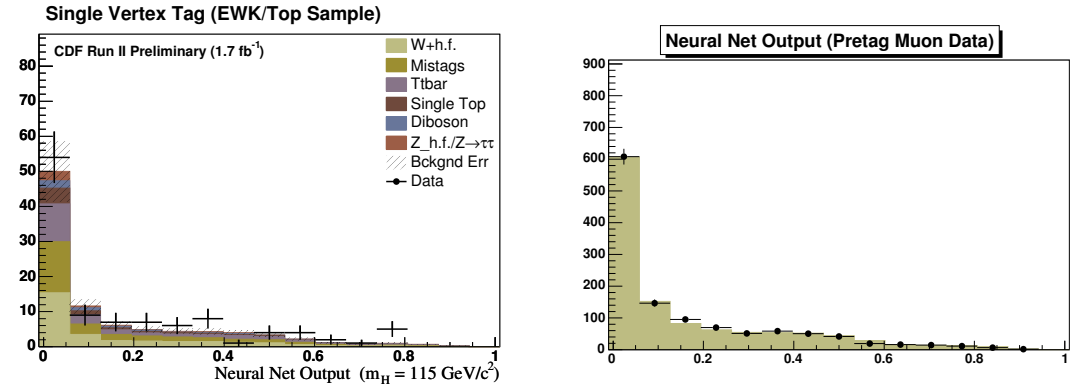 Single Vertex Tag (EWK/Top Sample)
CDF Run II Preliminary (1.7 fb⁻¹)
W+h.f.
Mistags
Ttbar
Single Top
Diboson
Z_h.f./Z→ττ
Bckgnd Err
Data
80
70
60
50
40
30
20
10
0
0 0.2 0.4 0.6 0.8 1
Neural Net Output (m_H = 115 GeV/c²)
Neural Net Output (Pretag Muon Data)
900
800
700
600
500
400
300
200
100
0
0 0.2 0.4 0.6 0.8 1